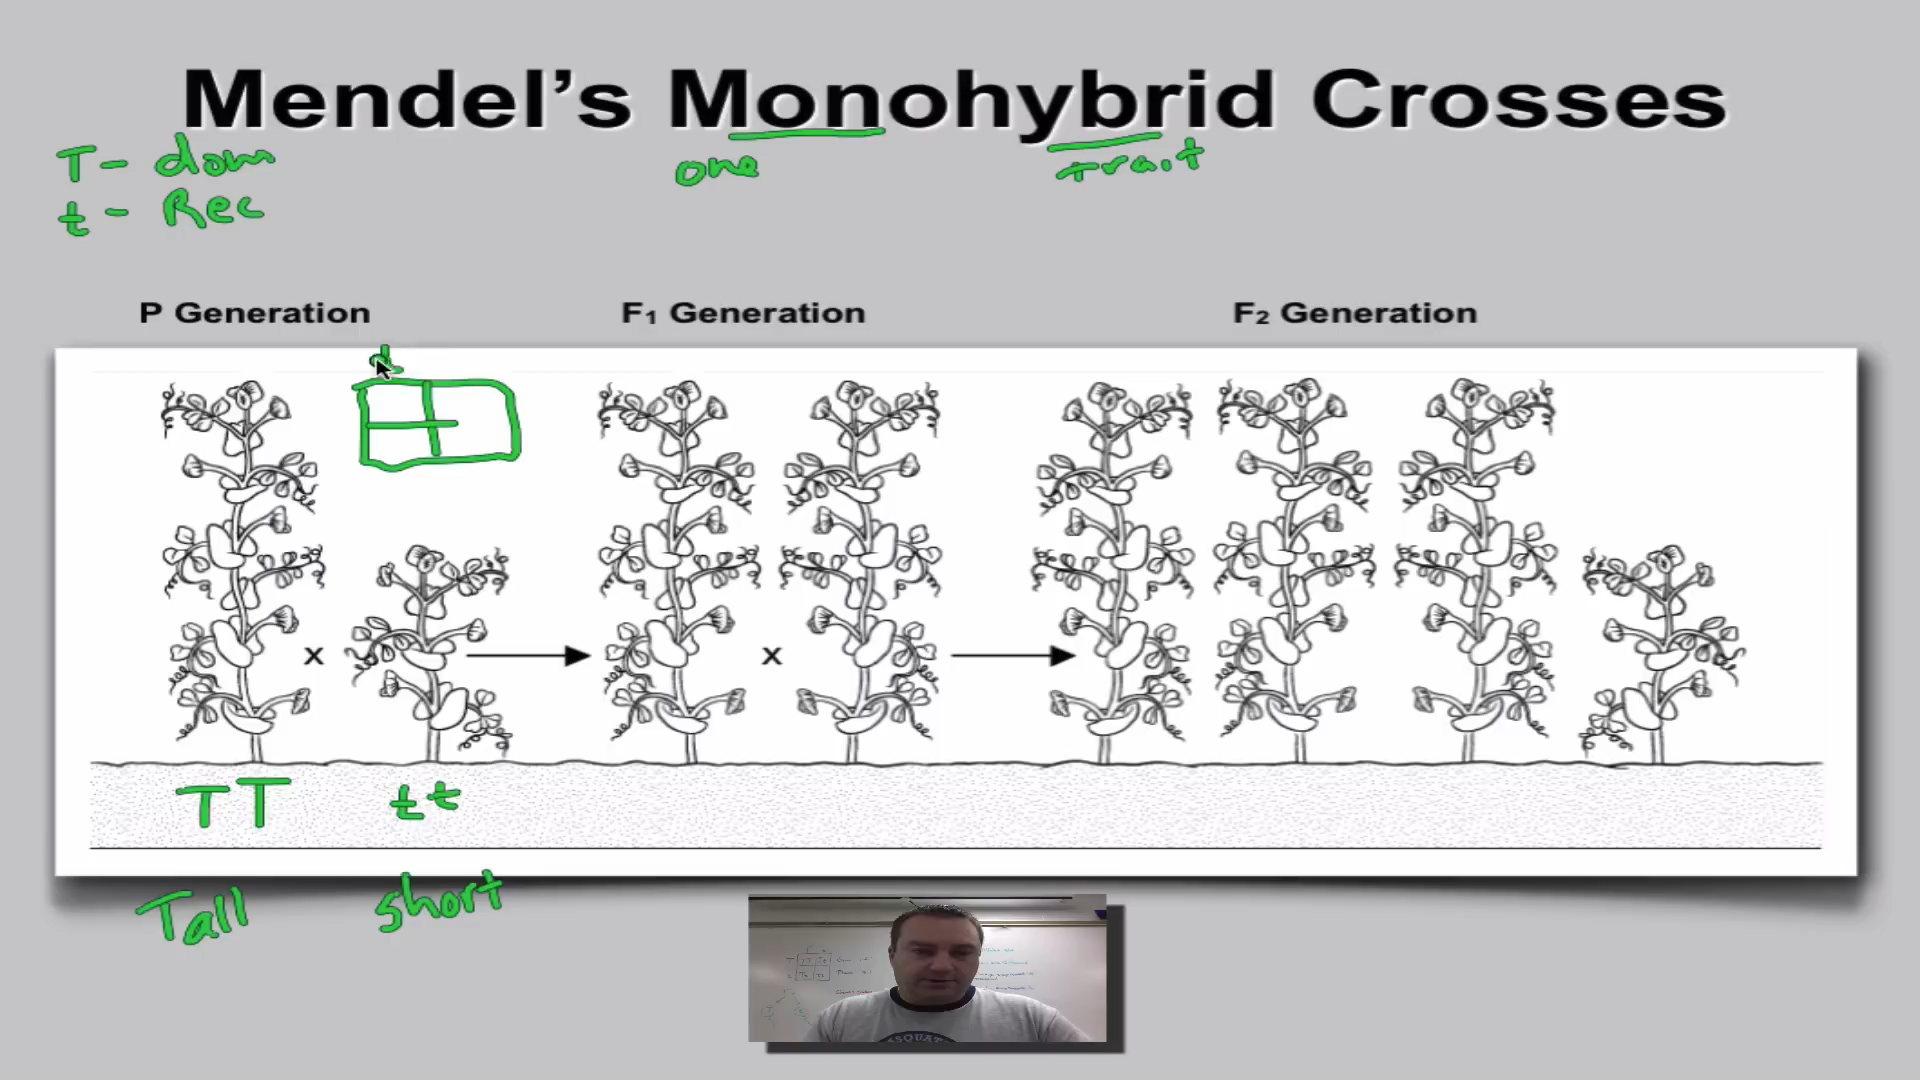 Mendel's Monohybrid Crosses
T - dom
one
trait
t - Rec
P Generation
F₁ Generation
F₂ Generation
t
x
x
TT
tt
Tall
short